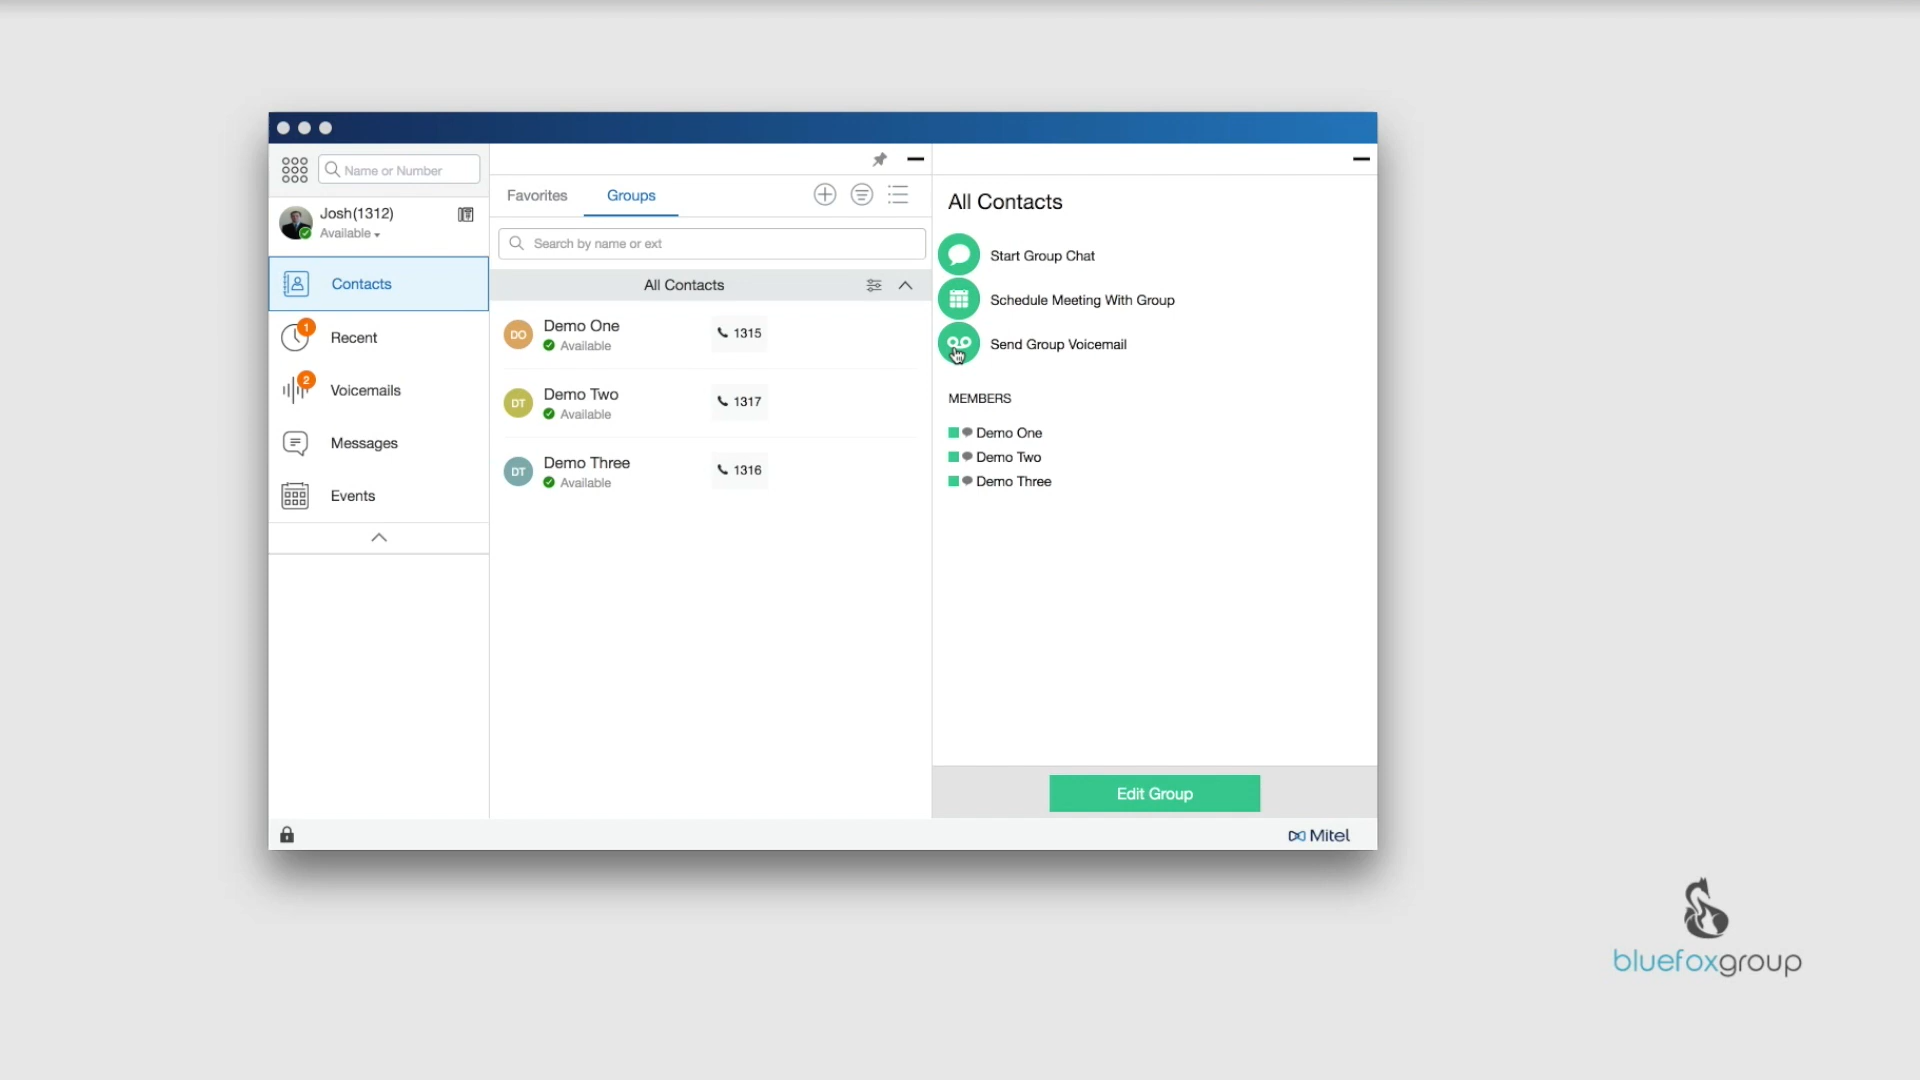 Name or Number
Josh(1312)
Available
Contacts
1
Recent
2
Voicemails
Messages
Events
Favorites
Groups
Search by name or ext
All Contacts
DO
Demo One
Available
1315
DT
Demo Two
Available
1317
DT
Demo Three
Available
1316
All Contacts
Start Group Chat
Schedule Meeting With Group
Send Group Voicemail
MEMBERS
Demo One
Demo Two
Demo Three
Edit Group
Mitel
bluefoxgroup